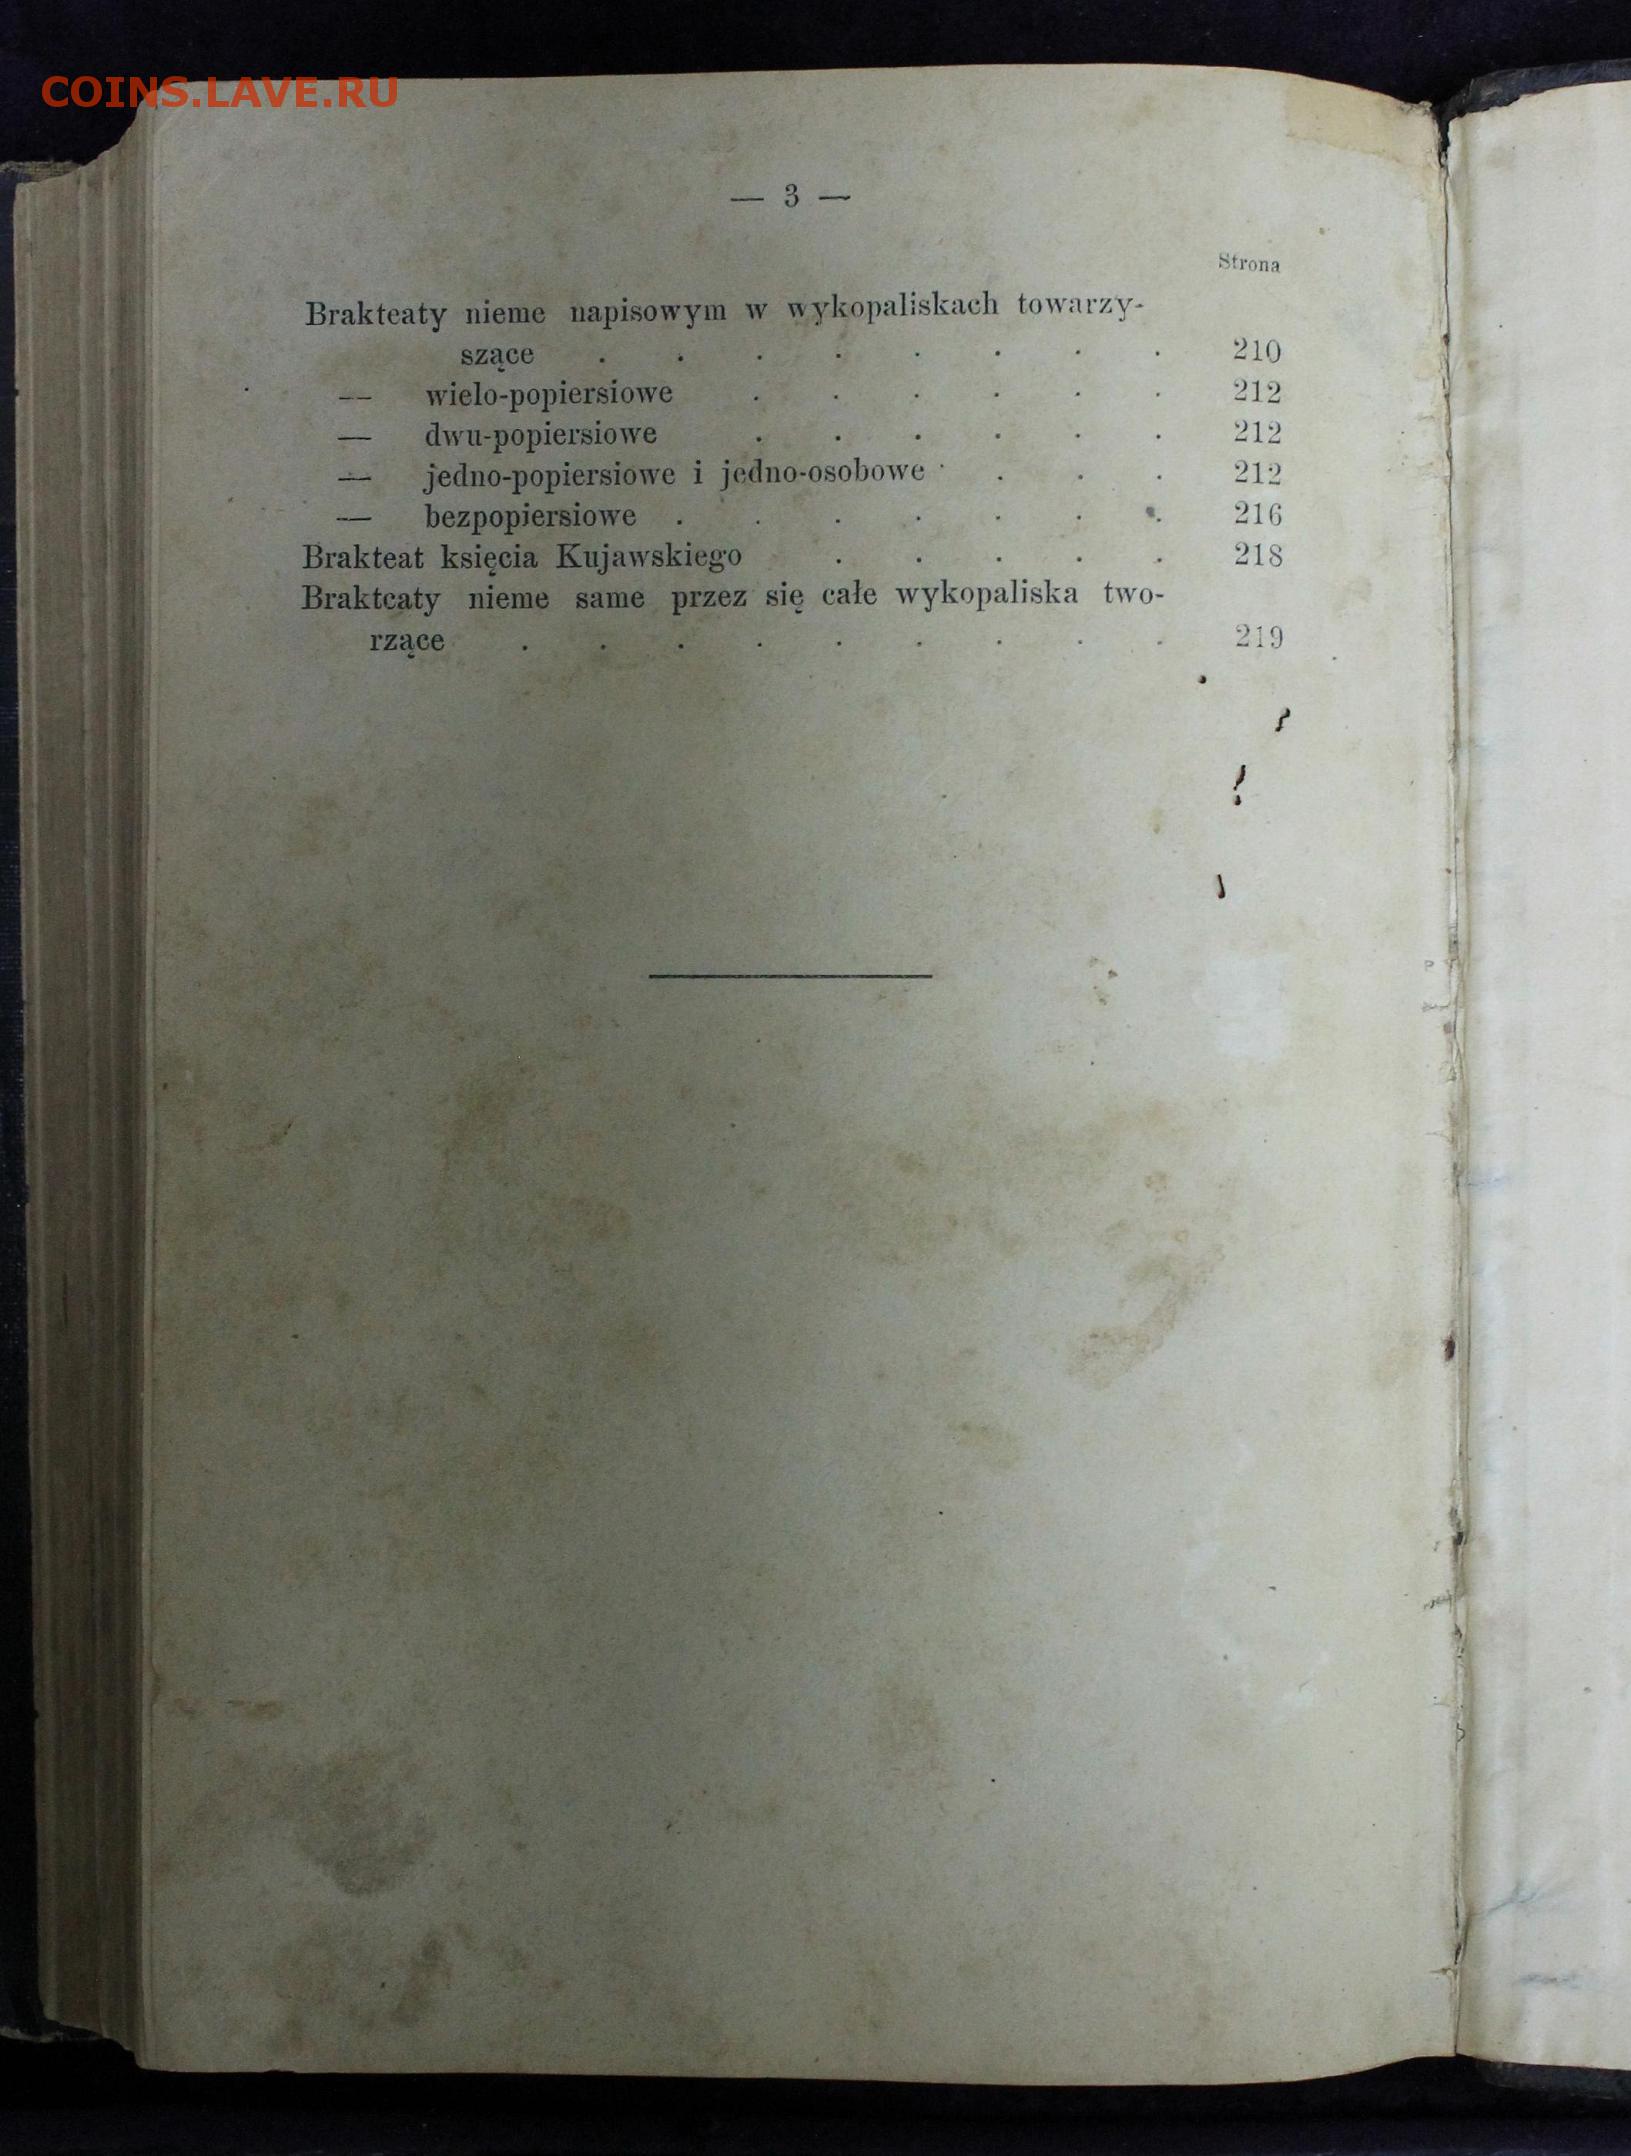 COINS.LAVE.RU
— 3 —
Strona
Brakteaty nieme napisowym w wykopaliskach towarzy-
szące . . . . . . . . 210
— wielo-popiersiowe . . . . . . 212
— dwu-popiersiowe . . . . . . 212
— jedno-popiersiowe i jedno-osobowe . . . . 212
— bezpopiersiowe . . . . . . . 216
Brakteat księcia Kujawskiego . . . . . 218
Brakteaty nieme same przez się całe wykopaliska two-
rzące . . . . . . . . . 219